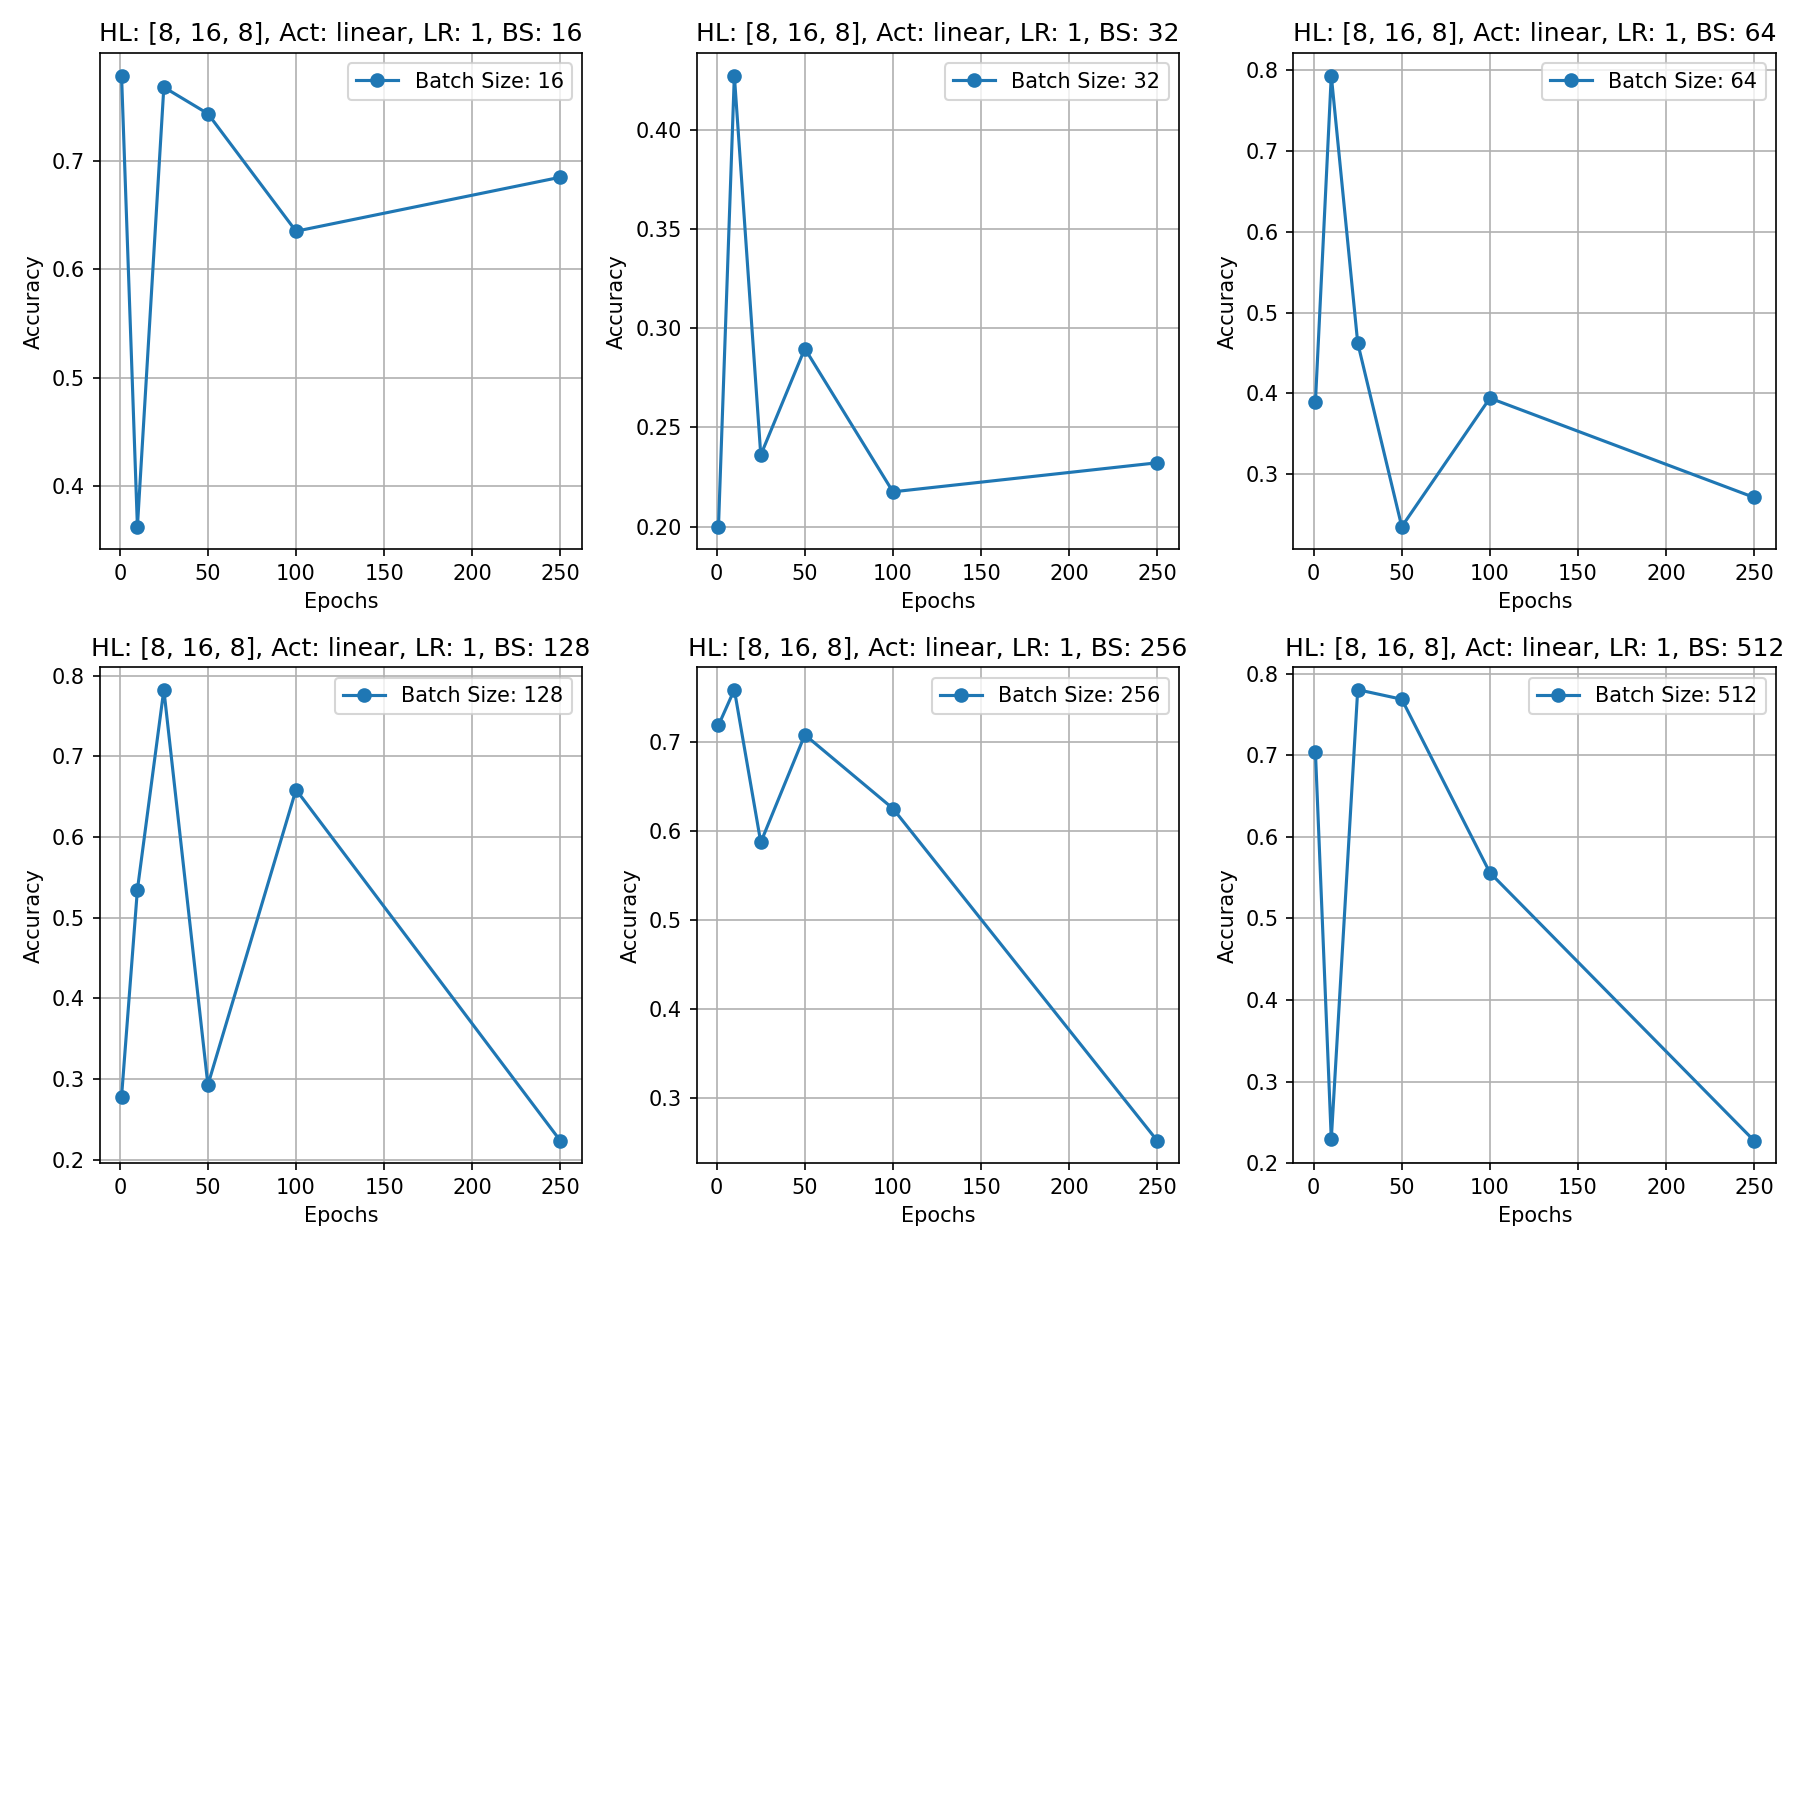 HL: [8, 16, 8], Act: linear, LR: 1, BS: 16
Batch Size: 16
0.7
0.6
0.5
0.4
Accuracy
0 50 100 150 200 250
Epochs
HL: [8, 16, 8], Act: linear, LR: 1, BS: 32
Batch Size: 32
0.40
0.35
0.30
0.25
0.20
Accuracy
0 50 100 150 200 250
Epochs
HL: [8, 16, 8], Act: linear, LR: 1, BS: 64
Batch Size: 64
0.8
0.7
0.6
0.5
0.4
0.3
Accuracy
0 50 100 150 200 250
Epochs
HL: [8, 16, 8], Act: linear, LR: 1, BS: 128
Batch Size: 128
0.8
0.7
0.6
0.5
0.4
0.3
0.2
Accuracy
0 50 100 150 200 250
Epochs
HL: [8, 16, 8], Act: linear, LR: 1, BS: 256
Batch Size: 256
0.7
0.6
0.5
0.4
0.3
Accuracy
0 50 100 150 200 250
Epochs
HL: [8, 16, 8], Act: linear, LR: 1, BS: 512
Batch Size: 512
0.8
0.7
0.6
0.5
0.4
0.3
0.2
Accuracy
0 50 100 150 200 250
Epochs